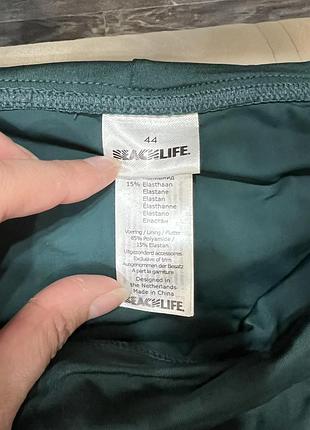 44
BEACHLIFE
15% Elasthaan
Elastane
Elastan
Elasthanne
Elastano
Еластан
Voering / Lining / Futter
85% Polyamide /
15% Elastan
Uitgezonderd accessoires
Exclusive of trim
Ausgenommen der Besatz
A part la garniture
Designed in
the Netherlands
Made in China
BEACHLIFE